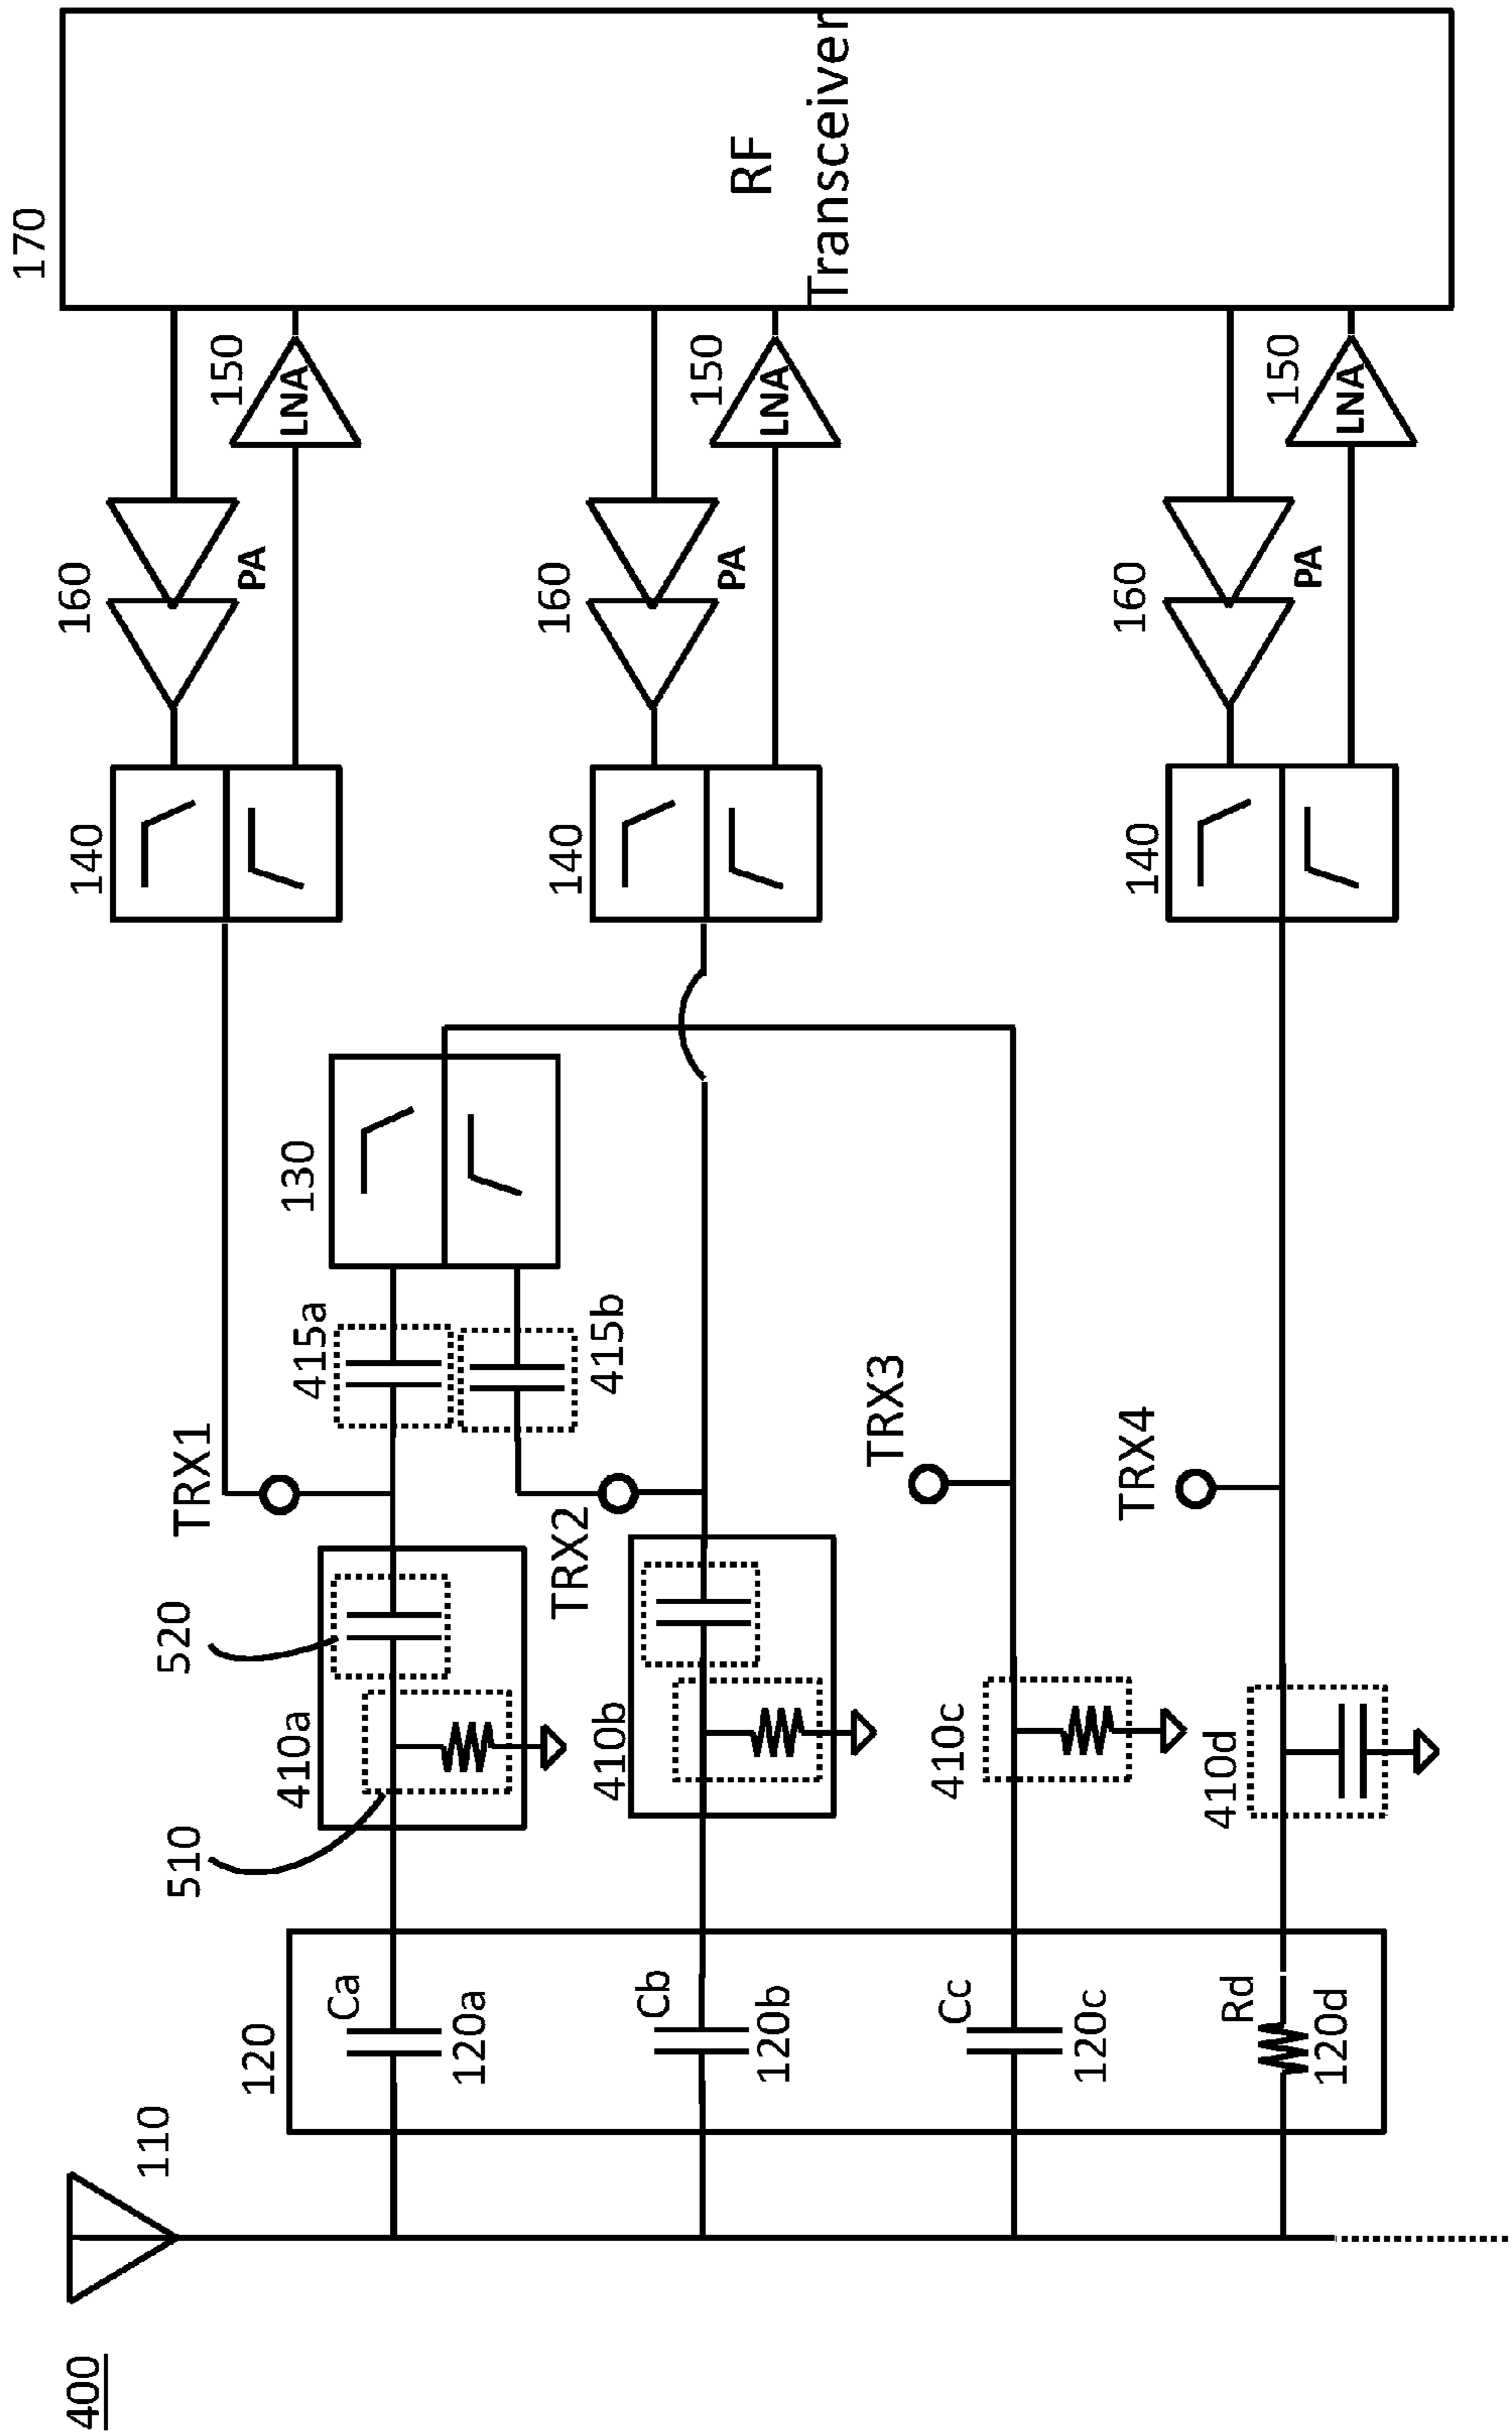 400
110
120
Ca
120a
Cb
120b
Cc
120c
Rd
120d
510
520
410a
410b
410c
410d
TRX1
TRX2
TRX3
TRX4
415a
415b
130
140
140
140
160
PA
160
PA
160
PA
150
LNA
150
LNA
150
LNA
170
RF
Transceiver